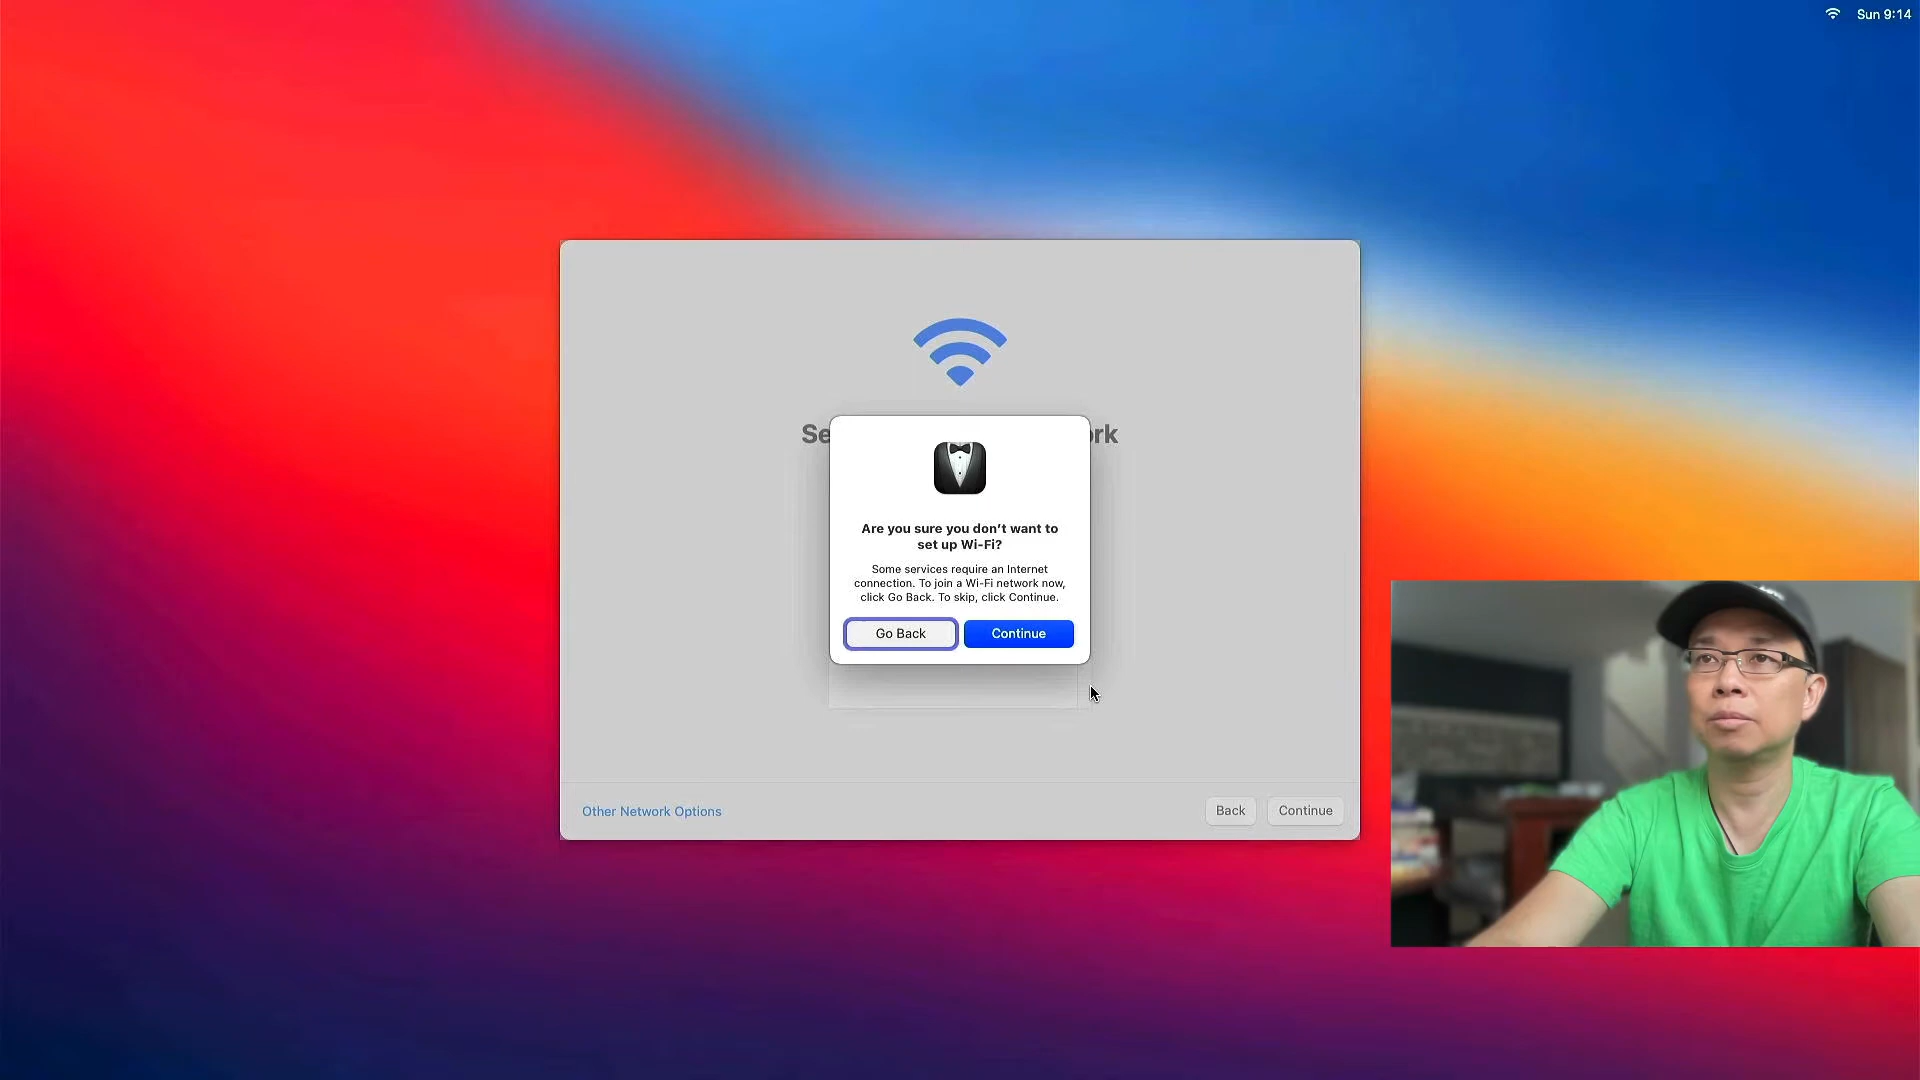 Sun 9:14
Se
ork
Are you sure you don’t want to
set up Wi-Fi?
Some services require an Internet
connection. To join a Wi-Fi network now,
click Go Back. To skip, click Continue.
Go Back
Continue
Other Network Options
Back
Continue